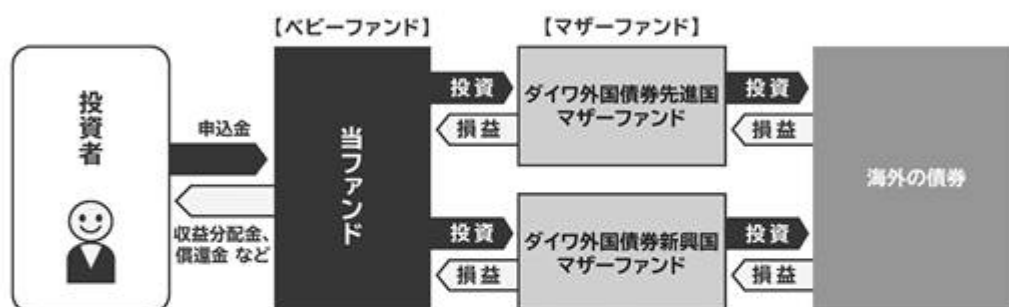 【ベビーファンド】
【マザーファンド】
投資者
申込金
収益分配金、
償還金 など
当ファンド
投資
損益
ダイワ外国債券先進国
マザーファンド
投資
損益
投資
損益
ダイワ外国債券新興国
マザーファンド
投資
損益
海外の債券